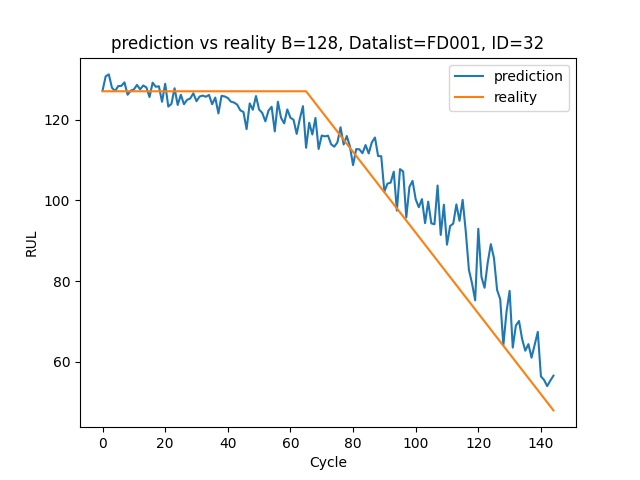 prediction vs reality B=128, Datalist=FD001, ID=32
prediction
reality
RUL
120
100
80
60
0 20 40 60 80 100 120 140
Cycle